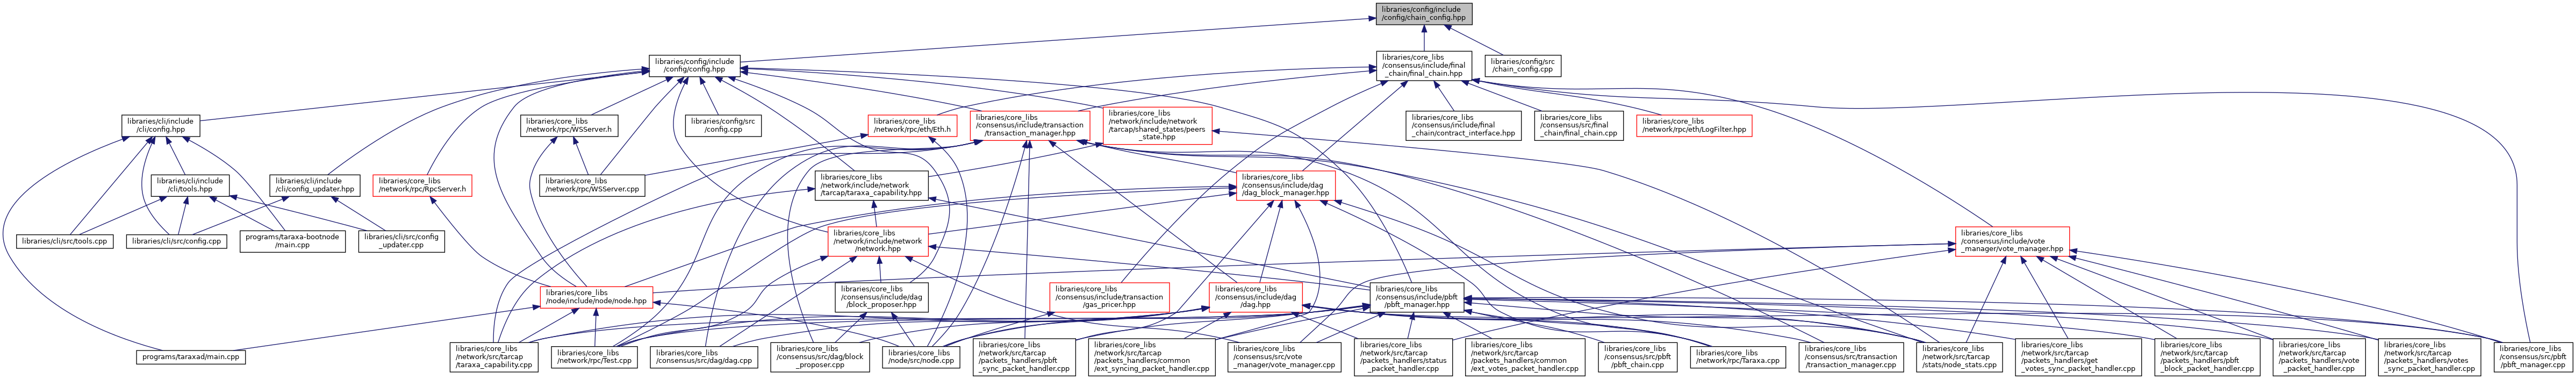 libraries/config/include
/config/chain_config.hpp
libraries/config/include
/config/config.hpp
libraries/core_libs
/consensus/include/final
_chain/final_chain.hpp
libraries/config/src
/chain_config.cpp
libraries/cli/include
/cli/config.hpp
libraries/core_libs
/network/rpc/WSServer.h
libraries/config/src
/config.cpp
libraries/core_libs
/network/rpc/eth/Eth.h
libraries/core_libs
/consensus/include/transaction
/transaction_manager.hpp
libraries/core_libs
/network/include/network
/tarcap/shared_states/peers
_state.hpp
libraries/core_libs
/consensus/include/final
_chain/contract_interface.hpp
libraries/core_libs
/consensus/src/final
_chain/final_chain.cpp
libraries/core_libs
/network/rpc/eth/LogFilter.hpp
libraries/cli/include
/cli/tools.hpp
libraries/cli/include
/cli/config_updater.hpp
libraries/core_libs
/network/rpc/RpcServer.h
libraries/core_libs
/network/rpc/WSServer.cpp
libraries/core_libs
/network/include/network
/tarcap/taraxa_capability.hpp
libraries/core_libs
/consensus/include/dag
/dag_block_manager.hpp
libraries/cli/src/tools.cpp
libraries/cli/src/config.cpp
programs/taraxa-bootnode
/main.cpp
libraries/cli/src/config
_updater.cpp
libraries/core_libs
/network/include/network
/network.hpp
libraries/core_libs
/consensus/include/vote
_manager/vote_manager.hpp
libraries/core_libs
/node/include/node/node.hpp
libraries/core_libs
/consensus/include/dag
/block_proposer.hpp
libraries/core_libs
/consensus/include/transaction
/gas_pricer.hpp
libraries/core_libs
/consensus/include/dag
/dag.hpp
libraries/core_libs
/consensus/include/pbft
/pbft_manager.hpp
programs/taraxad/main.cpp
libraries/core_libs
/network/src/tarcap
/taraxa_capability.cpp
libraries/core_libs
/network/rpc/Test.cpp
libraries/core_libs
/consensus/src/dag/dag.cpp
libraries/core_libs
/consensus/src/dag/block
_proposer.cpp
libraries/core_libs
/node/src/node.cpp
libraries/core_libs
/network/src/tarcap
/packets_handlers/pbft
_sync_packet_handler.cpp
libraries/core_libs
/network/src/tarcap
/packets_handlers/common
/ext_syncing_packet_handler.cpp
libraries/core_libs
/consensus/src/vote
_manager/vote_manager.cpp
libraries/core_libs
/network/src/tarcap
/packets_handlers/status
_packet_handler.cpp
libraries/core_libs
/network/src/tarcap
/packets_handlers/common
/ext_votes_packet_handler.cpp
libraries/core_libs
/consensus/src/pbft
/pbft_chain.cpp
libraries/core_libs
/network/rpc/Taraxa.cpp
libraries/core_libs
/consensus/src/transaction
/transaction_manager.cpp
libraries/core_libs
/network/src/tarcap
/stats/node_stats.cpp
libraries/core_libs
/network/src/tarcap
/packets_handlers/get
_votes_sync_packet_handler.cpp
libraries/core_libs
/network/src/tarcap
/packets_handlers/pbft
_block_packet_handler.cpp
libraries/core_libs
/network/src/tarcap
/packets_handlers/vote
_packet_handler.cpp
libraries/core_libs
/network/src/tarcap
/packets_handlers/votes
_sync_packet_handler.cpp
libraries/core_libs
/consensus/src/pbft
/pbft_manager.cpp